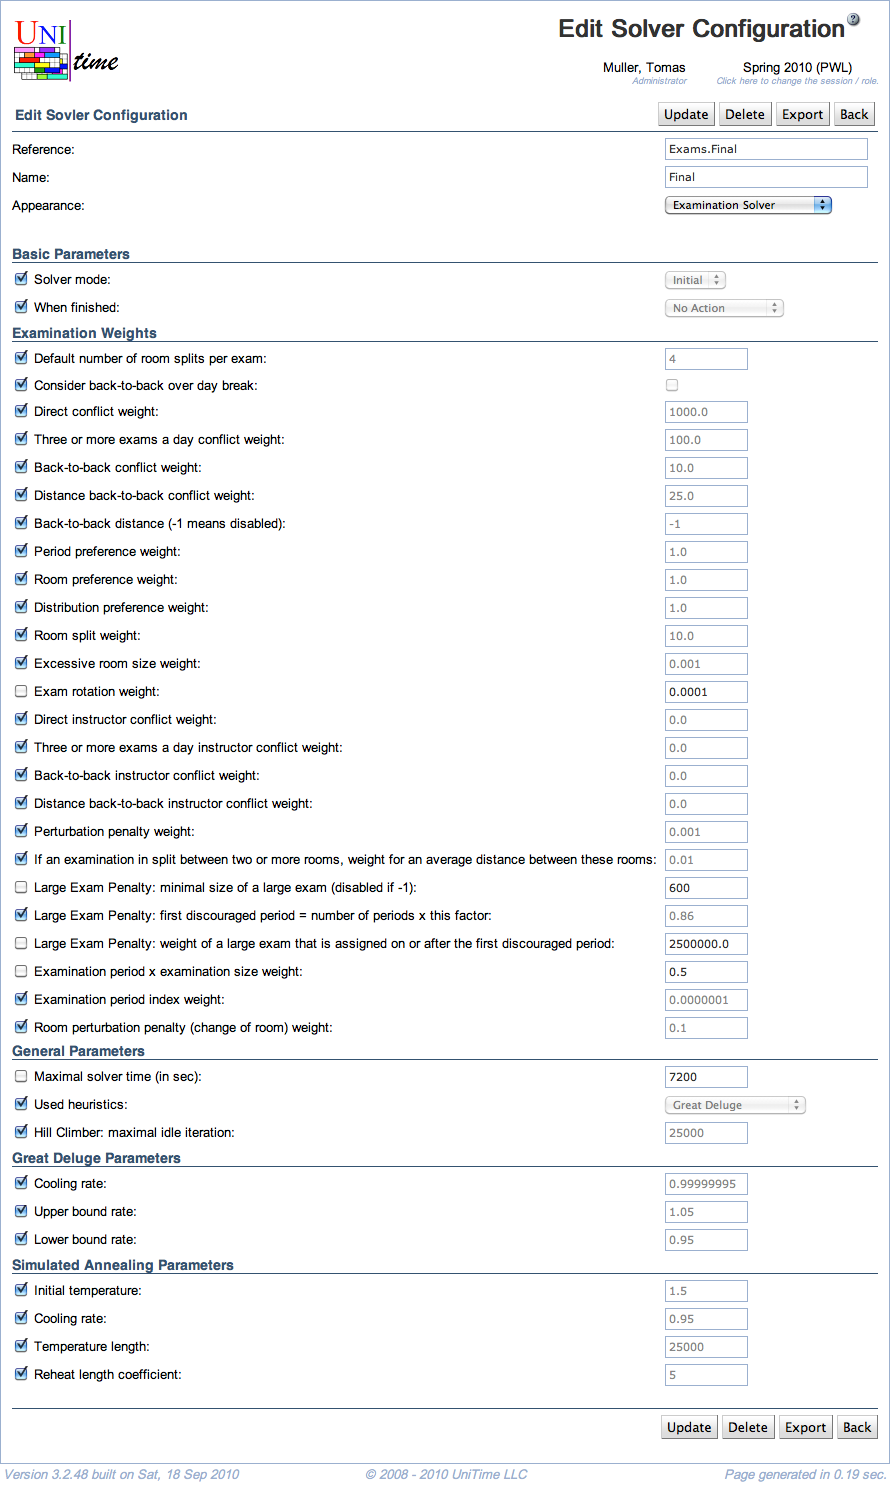 UNI time
Edit Solver Configuration ?
Muller, Tomas Spring 2010 (PWL)
Administrator Click here to change the session / role.
Edit Sovler Configuration Update Delete Export Back
Reference: Exams.Final
Name: Final
Appearance: Examination Solver
Basic Parameters
Solver mode: Initial
When finished: No Action
Examination Weights
Default number of room splits per exam: 4
Consider back-to-back over day break:
Direct conflict weight: 1000.0
Three or more exams a day conflict weight: 100.0
Back-to-back conflict weight: 10.0
Distance back-to-back conflict weight: 25.0
Back-to-back distance (-1 means disabled): -1
Period preference weight: 1.0
Room preference weight: 1.0
Distribution preference weight: 1.0
Room split weight: 10.0
Excessive room size weight: 0.001
Exam rotation weight: 0.0001
Direct instructor conflict weight: 0.0
Three or more exams a day instructor conflict weight: 0.0
Back-to-back instructor conflict weight: 0.0
Distance back-to-back instructor conflict weight: 0.0
Perturbation penalty weight: 0.001
If an examination in split between two or more rooms, weight for an average distance between these rooms: 0.01
Large Exam Penalty: minimal size of a large exam (disabled if -1): 600
Large Exam Penalty: first discouraged period = number of periods x this factor: 0.86
Large Exam Penalty: weight of a large exam that is assigned on or after the first discouraged period: 2500000.0
Examination period x examination size weight: 0.5
Examination period index weight: 0.0000001
Room perturbation penalty (change of room) weight: 0.1
General Parameters
Maximal solver time (in sec): 7200
Used heuristics: Great Deluge
Hill Climber: maximal idle iteration: 25000
Great Deluge Parameters
Cooling rate: 0.99999995
Upper bound rate: 1.05
Lower bound rate: 0.95
Simulated Annealing Parameters
Initial temperature: 1.5
Cooling rate: 0.95
Temperature length: 25000
Reheat length coefficient: 5
Update Delete Export Back
Version 3.2.48 built on Sat, 18 Sep 2010 © 2008 - 2010 UniTime LLC Page generated in 0.19 sec.